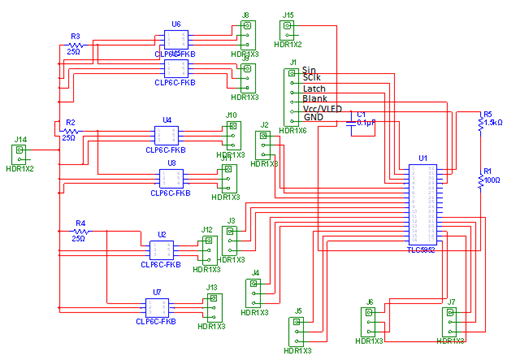 U6
J8
J15
R3
25Ω
CLP6C-FKB
HDR1X3
HDR1X2
J9
J1
Sin
Sclk
Latch
Blank
Vcc/VLED
GND
CLP6C-FKB
HDR1X3
HDR1X6
C1
0.1µF
R5
1.5kΩ
R2
25Ω
U4
J10
J2
J14
HDR1X2
CLP6C-FKB
HDR1X3
HDR1X3
U3
U1
R1
100Ω
CLP6C-FKB
HDR1X3
R4
25Ω
U2
J12
J3
TLC5952
CLP6C-FKB
HDR1X3
HDR1X3
U7
J13
J4
CLP6C-FKB
HDR1X3
HDR1X3
J5
J6
J7
HDR1X3
HDR1X3
HDR1X3